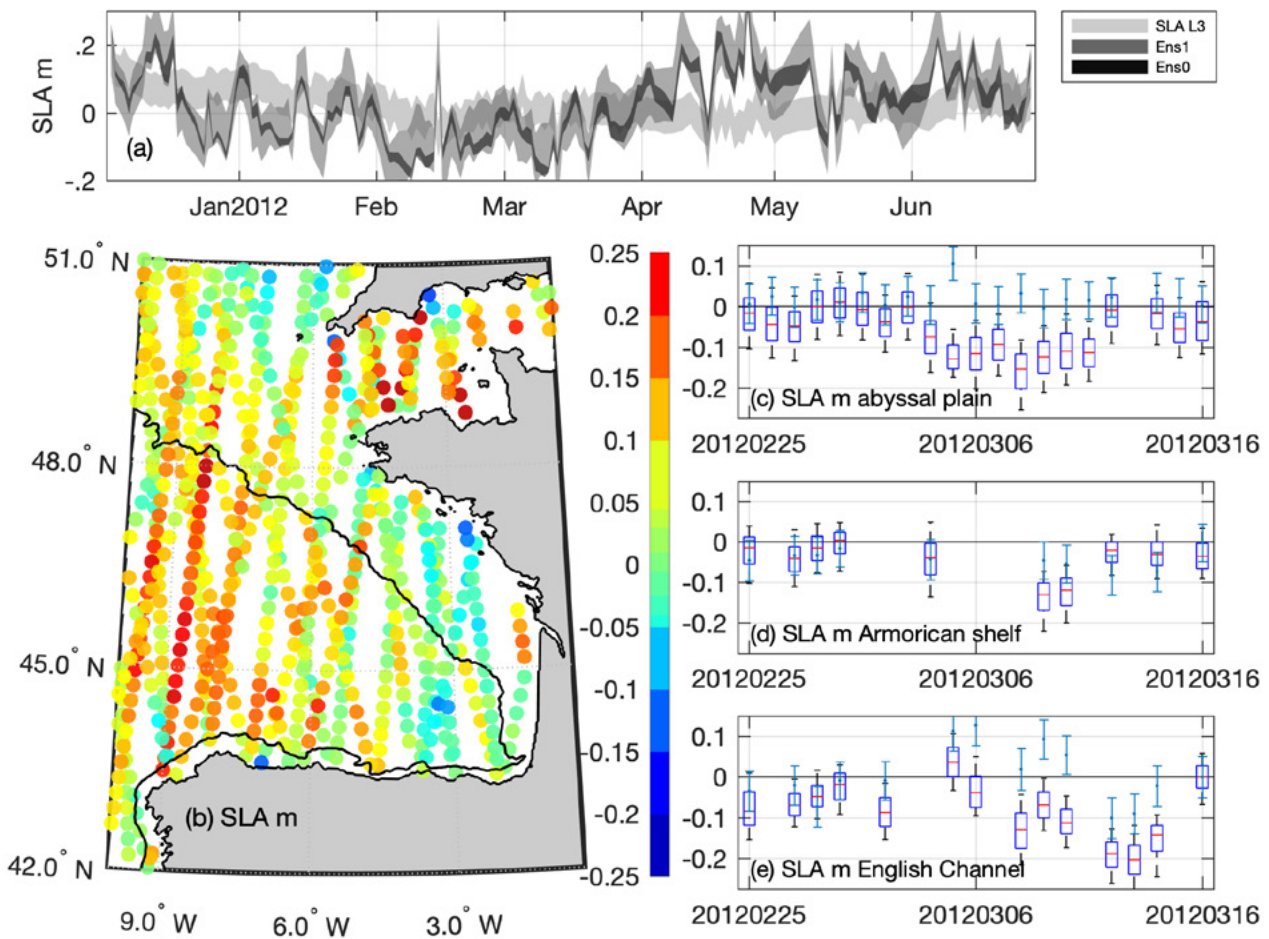 .2
0
-.2
SLA m
(a)
Jan2012 Feb Mar Apr May Jun
SLA L3
Ens1
Ens0
51.0° N
48.0° N
45.0° N
42.0° N
9.0° W 6.0° W 3.0° W
(b) SLA m
0.25
0.2
0.15
0.1
0.05
0
-0.05
-0.1
-0.15
-0.2
-0.25
0.1
0
-0.1
-0.2
(c) SLA m abyssal plain
20120225 20120306 20120316
0.1
0
-0.1
-0.2
(d) SLA m Armorican shelf
20120225 20120306 20120316
0.1
0
-0.1
-0.2
(e) SLA m English Channel
20120225 20120306 20120316